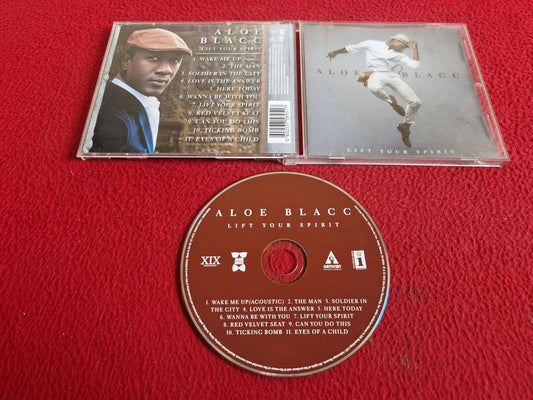 ALOE
BLACC
LIFT YOUR SPIRIT
1. WAKE ME UP
2. THE MAN
3. SOLDIER IN THE CITY
4. LOVE IS THE ANSWER
5. HERE TODAY
6. WANNA BE WITH YOU
7. LIFT YOUR SPIRIT
8. RED VELVET SEAT
9. CAN YOU DO THIS
10. TICKING BOMB
11. EYES OF A CHILD
ALOE BLACC
LIFT YOUR SPIRIT
ALOE BLACC
LIFT YOUR SPIRIT
XIX
1. WAKE ME UP(ACOUSTIC) 2. THE MAN 3. SOLDIER IN
THE CITY 4. LOVE IS THE ANSWER 5. HERE TODAY
6. WANNA BE WITH YOU 7. LIFT YOUR SPIRIT
8. RED VELVET SEAT 9. CAN YOU DO THIS
10. TICKING BOMB 11. EYES OF A CHILD